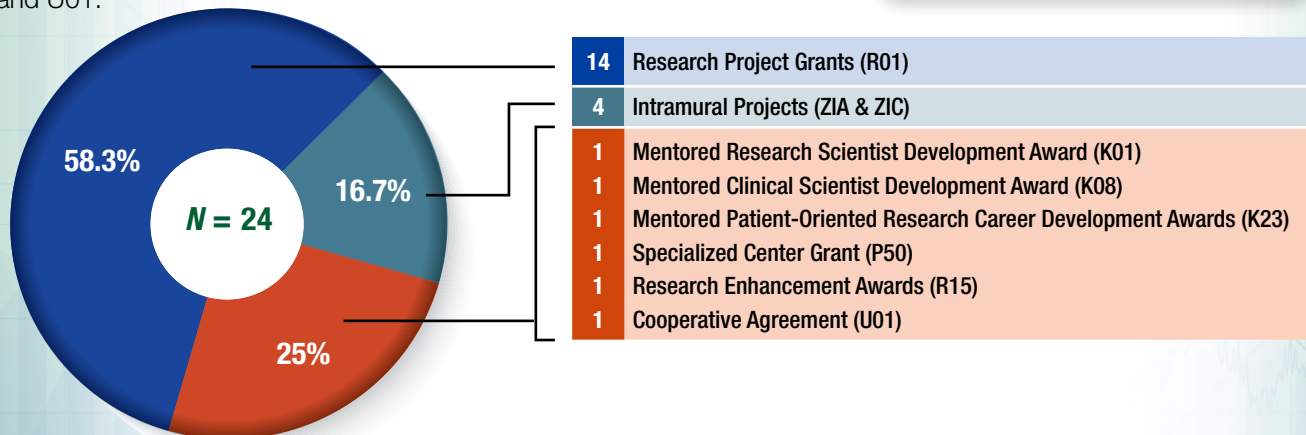 and U01.
58.3%
16.7%
25%
N = 24
14 Research Project Grants (R01)
4 Intramural Projects (ZIA & ZIC)
1 Mentored Research Scientist Development Award (K01)
1 Mentored Clinical Scientist Development Award (K08)
1 Mentored Patient-Oriented Research Career Development Awards (K23)
1 Specialized Center Grant (P50)
1 Research Enhancement Awards (R15)
1 Cooperative Agreement (U01)